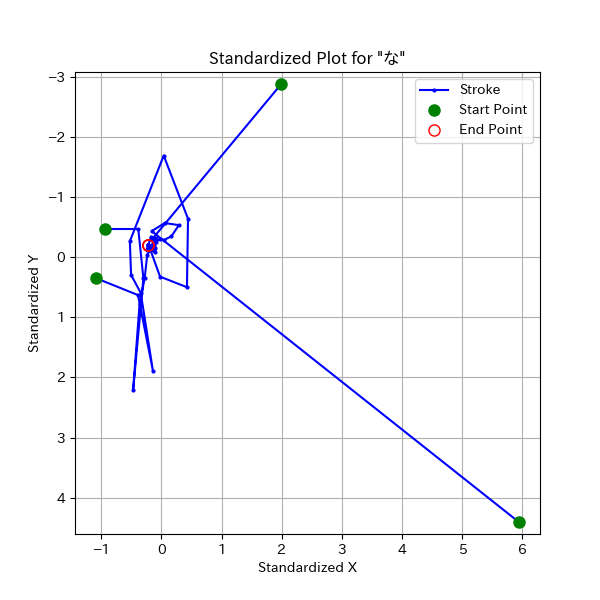 Standardized Plot for "な"
Stroke
Start Point
End Point
−3
−2
−1
0
1
2
3
4
Standardized Y
−1 0 1 2 3 4 5 6
Standardized X